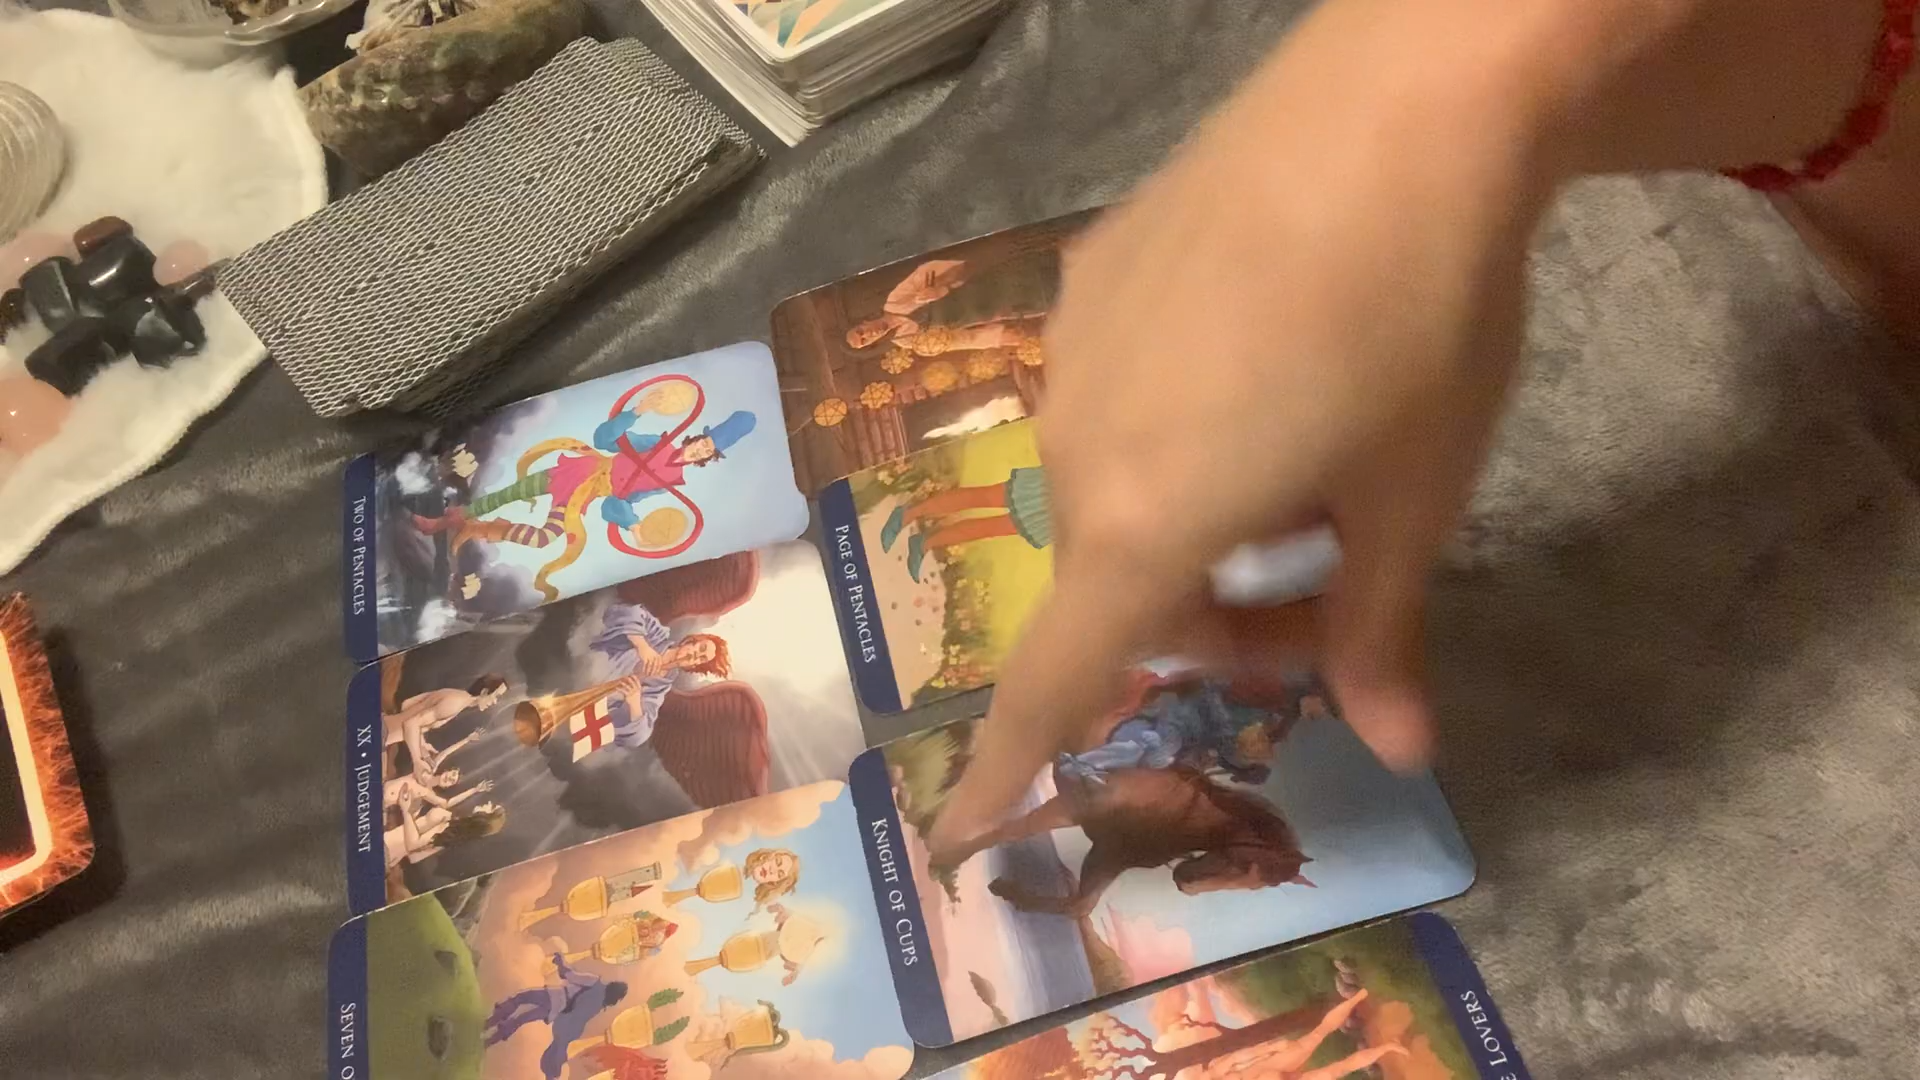 TWO OF PENTACLES
PAGE OF PENTACLES
XX • JUDGEMENT
KNIGHT OF CUPS
SEVEN O
E LOVERS